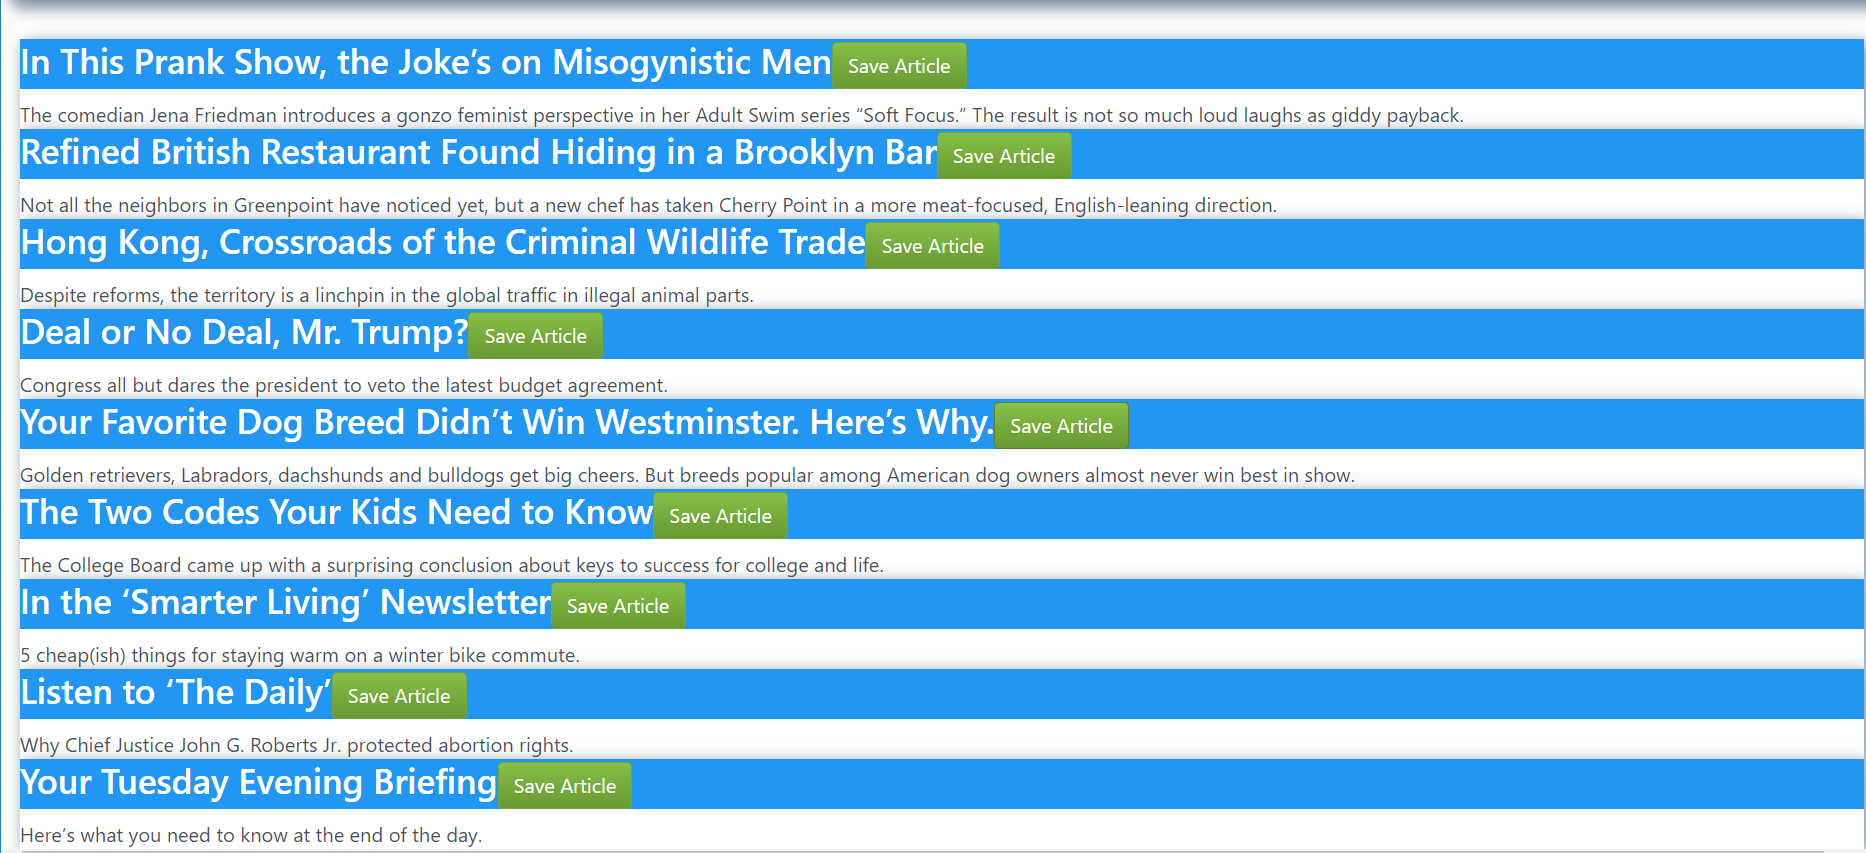 In This Prank Show, the Joke’s on Misogynistic Men Save Article
The comedian Jena Friedman introduces a gonzo feminist perspective in her Adult Swim series “Soft Focus.” The result is not so much loud laughs as giddy payback.
Refined British Restaurant Found Hiding in a Brooklyn Bar Save Article
Not all the neighbors in Greenpoint have noticed yet, but a new chef has taken Cherry Point in a more meat-focused, English-leaning direction.
Hong Kong, Crossroads of the Criminal Wildlife Trade Save Article
Despite reforms, the territory is a linchpin in the global traffic in illegal animal parts.
Deal or No Deal, Mr. Trump? Save Article
Congress all but dares the president to veto the latest budget agreement.
Your Favorite Dog Breed Didn’t Win Westminster. Here’s Why. Save Article
Golden retrievers, Labradors, dachshunds and bulldogs get big cheers. But breeds popular among American dog owners almost never win best in show.
The Two Codes Your Kids Need to Know Save Article
The College Board came up with a surprising conclusion about keys to success for college and life.
In the ‘Smarter Living’ Newsletter Save Article
5 cheap(ish) things for staying warm on a winter bike commute.
Listen to ‘The Daily’ Save Article
Why Chief Justice John G. Roberts Jr. protected abortion rights.
Your Tuesday Evening Briefing Save Article
Here’s what you need to know at the end of the day.